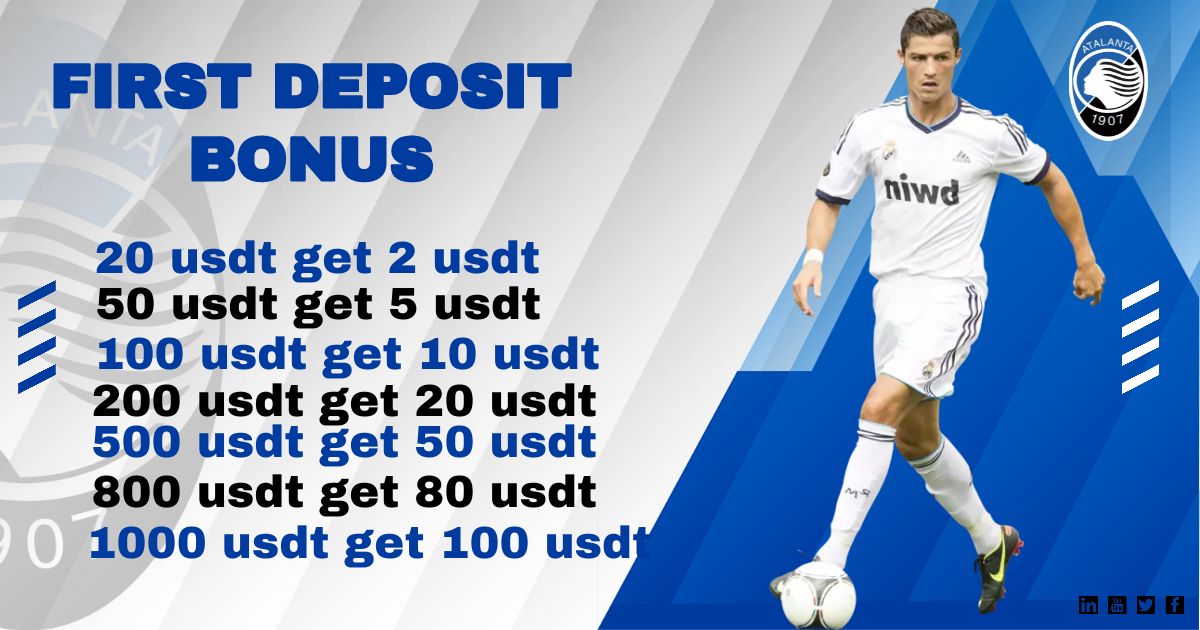 FIRST DEPOSIT
BONUS
20 usdt get 2 usdt
50 usdt get 5 usdt
100 usdt get 10 usdt
200 usdt get 20 usdt
500 usdt get 50 usdt
800 usdt get 80 usdt
1000 usdt get 100 usdt
ATALANTA
1907
niwd